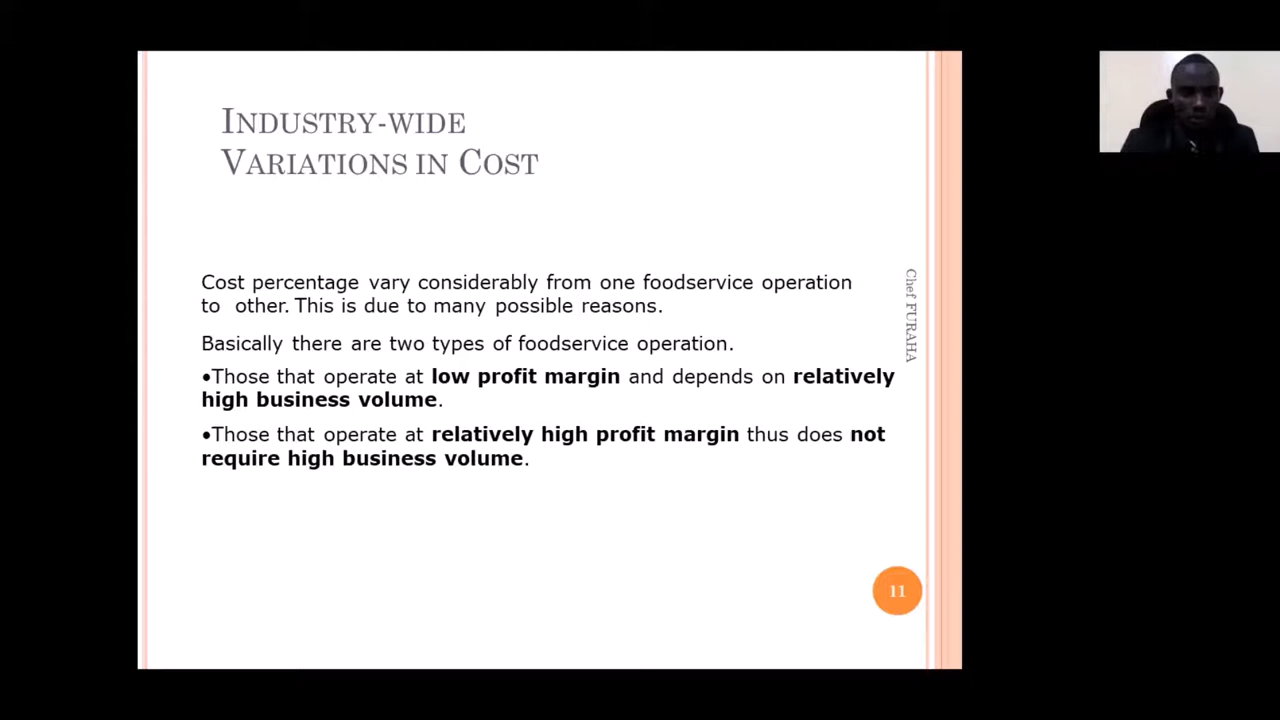 INDUSTRY-WIDE
VARIATIONS IN COST
Cost percentage vary considerably from one foodservice operation
to other. This is due to many possible reasons.
Basically there are two types of foodservice operation.
•Those that operate at low profit margin and depends on relatively
high business volume.
•Those that operate at relatively high profit margin thus does not
require high business volume.
Chef FURAHA
11